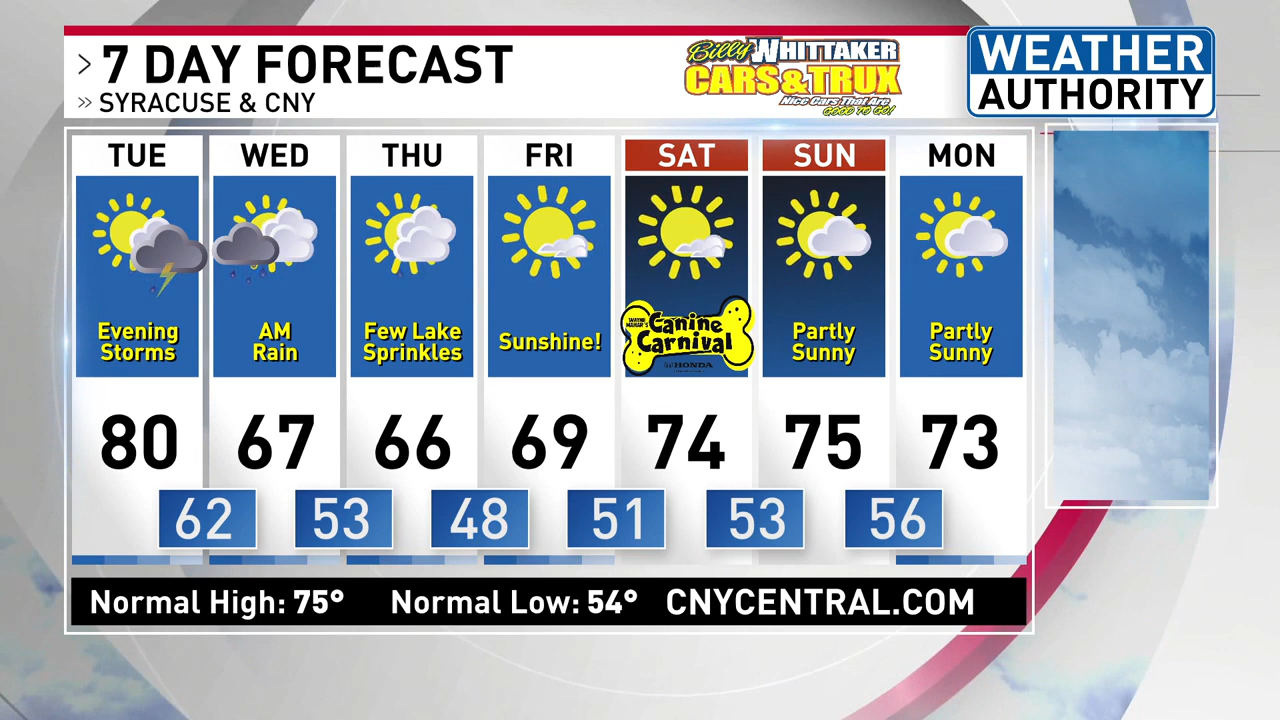 > 7 DAY FORECAST
» SYRACUSE & CNY
Billy WHITTAKER
CARS & TRUX
Nice Cars That Are
GOOD TO GO!
WEATHER
AUTHORITY
TUE WED THU FRI SAT SUN MON
Evening
Storms
AM
Rain
Few Lake
Sprinkles
Sunshine!
WAYNE
MAHAR'S
Canine
Carnival
HONDA
Partly
Sunny
Partly
Sunny
80 67 66 69 74 75 73
62 53 48 51 53 56
Normal High: 75° Normal Low: 54° CNYCENTRAL.COM